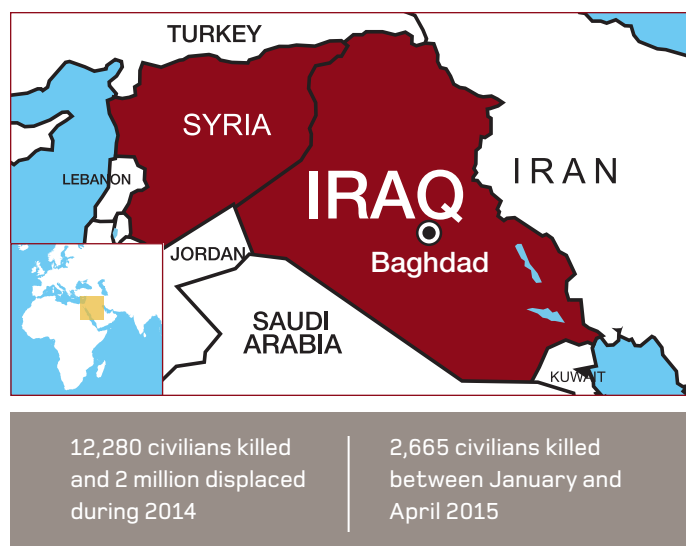 TURKEY
SYRIA
LEBANON
IRAN
IRAQ
JORDAN
Baghdad
SAUDI
ARABIA
KUWAIT
12,280 civilians killed
and 2 million displaced
during 2014
2,665 civilians killed
between January and
April 2015